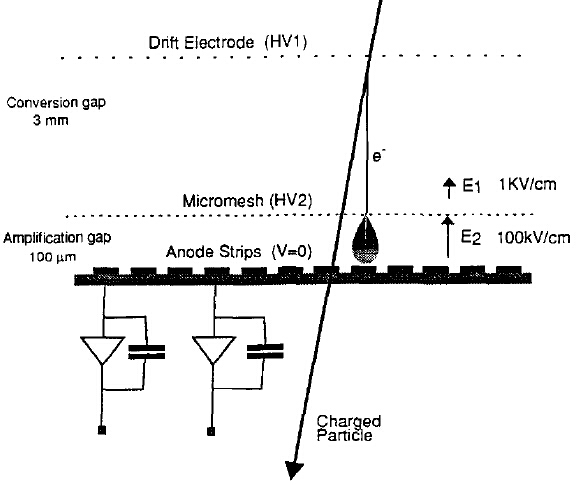 Drift Electrode (HV1)
Conversion gap
3 mm
e-
E1 1KV/cm
Micromesh (HV2)
E2 100kV/cm
Amplification gap
100 µm
Anode Strips (V=0)
Charged
Particle